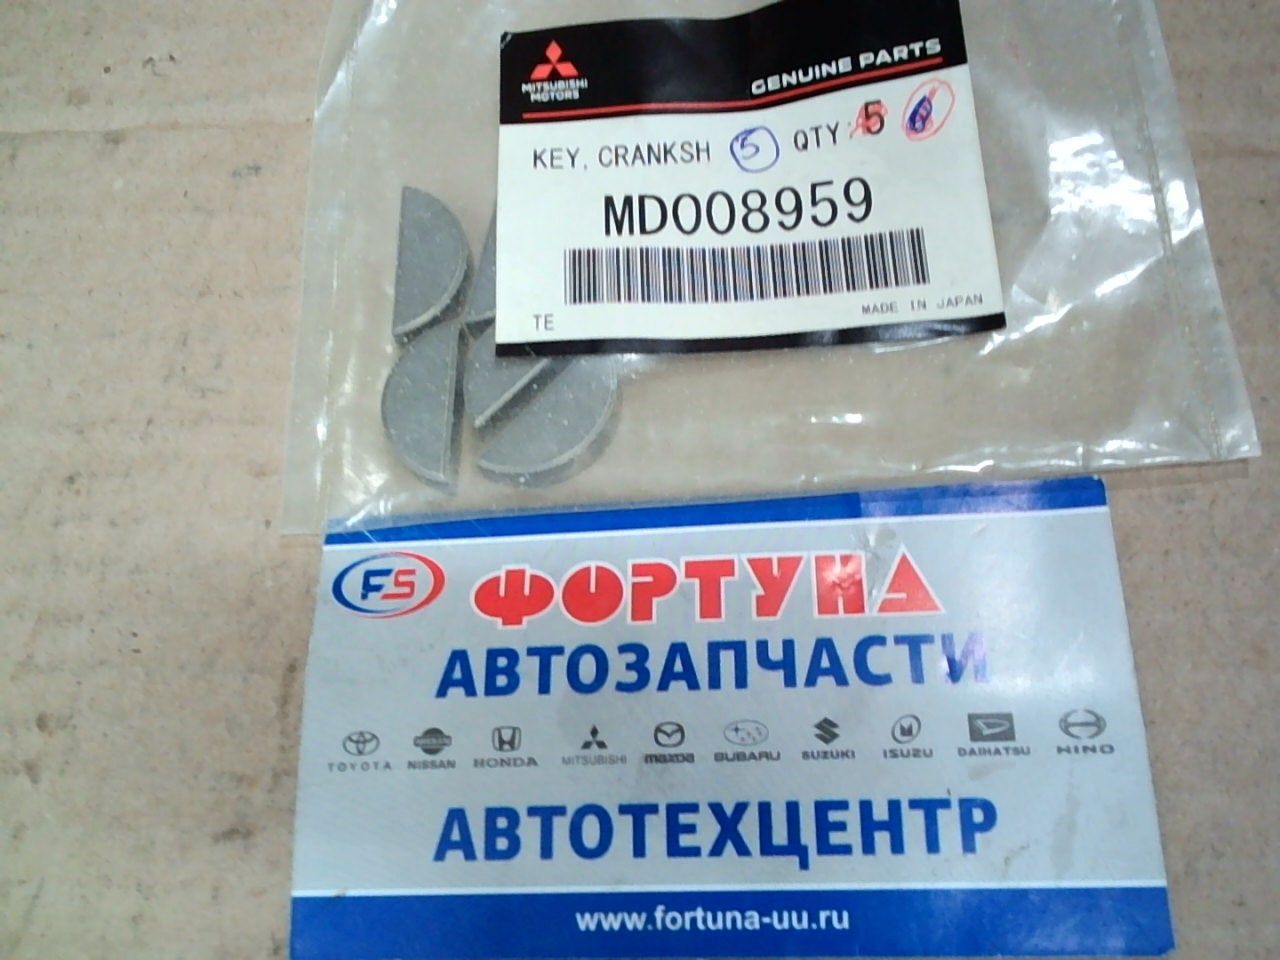 MITSUBISHI
MOTORS
GENUINE PARTS
KEY, CRANKSH 5 QTY 5
MD008959
TE
MADE IN JAPAN
FS
ФОРТУНА
АВТОЗАПЧАСТИ
TOYOTA NISSAN HONDA MITSUBISHI mazda SUBARU SUZUKI ISUZU DAIHATSU HINO
АВТОТЕХЦЕНТР
www.fortuna-uu.ru